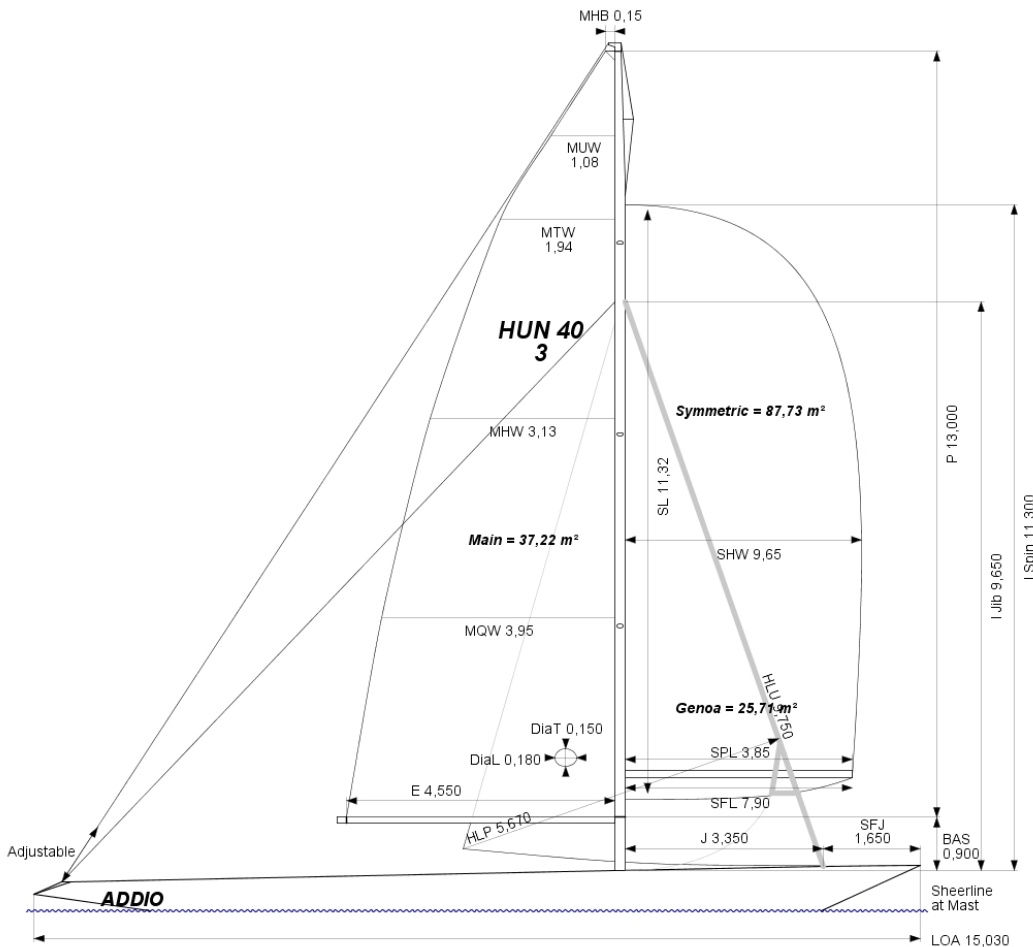 MHB 0,15
MUW
1,08
MTW
1,94
HUN 40
3
Symmetric = 87,73 m²
P 13,000
MHW 3,13
SL 11,32
I Spin 11,300
Main = 37,22 m²
SHW 9,65
I Jib 9,650
MQW 3,95
Genoa = 25,71 m²
DiaT 0,150
DiaL 0,180
SPL 3,85
E 4,550
SFL 7,90
HLP 5,670
J 3,350
SFJ
1,650
BAS
0,900
Adjustable
ADDIO
Sheerline
at Mast
LOA 15,030